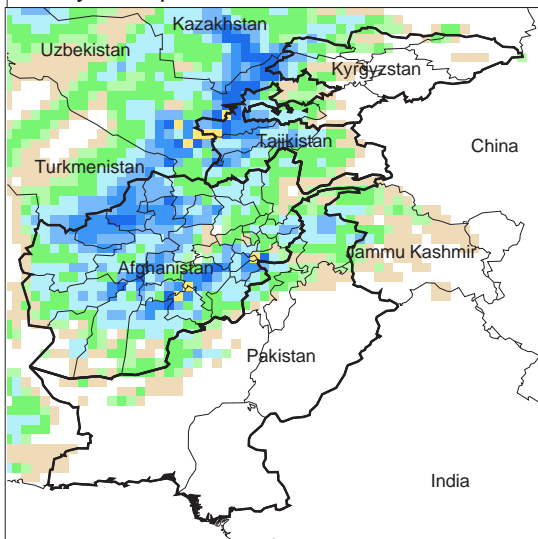 Kazakhstan
Uzbekistan
Kyrgyzstan
Tajikistan
China
Turkmenistan
Jammu Kashmir
Afghanistan
Pakistan
India